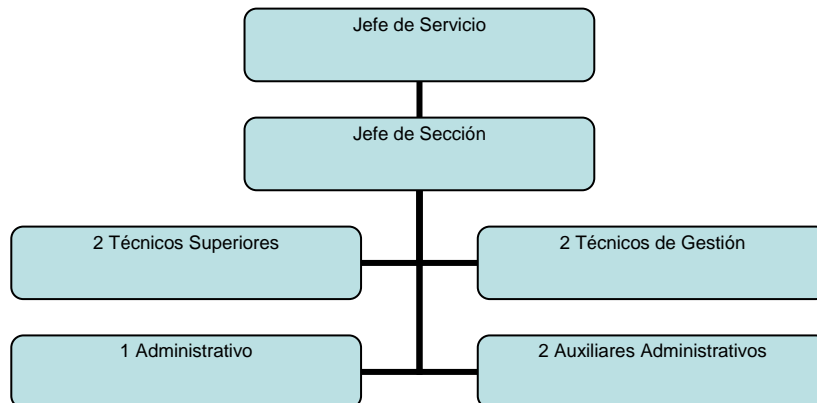 Jefe de Servicio
Jefe de Sección
2 Técnicos Superiores
2 Técnicos de Gestión
1 Administrativo
2 Auxiliares Administrativos